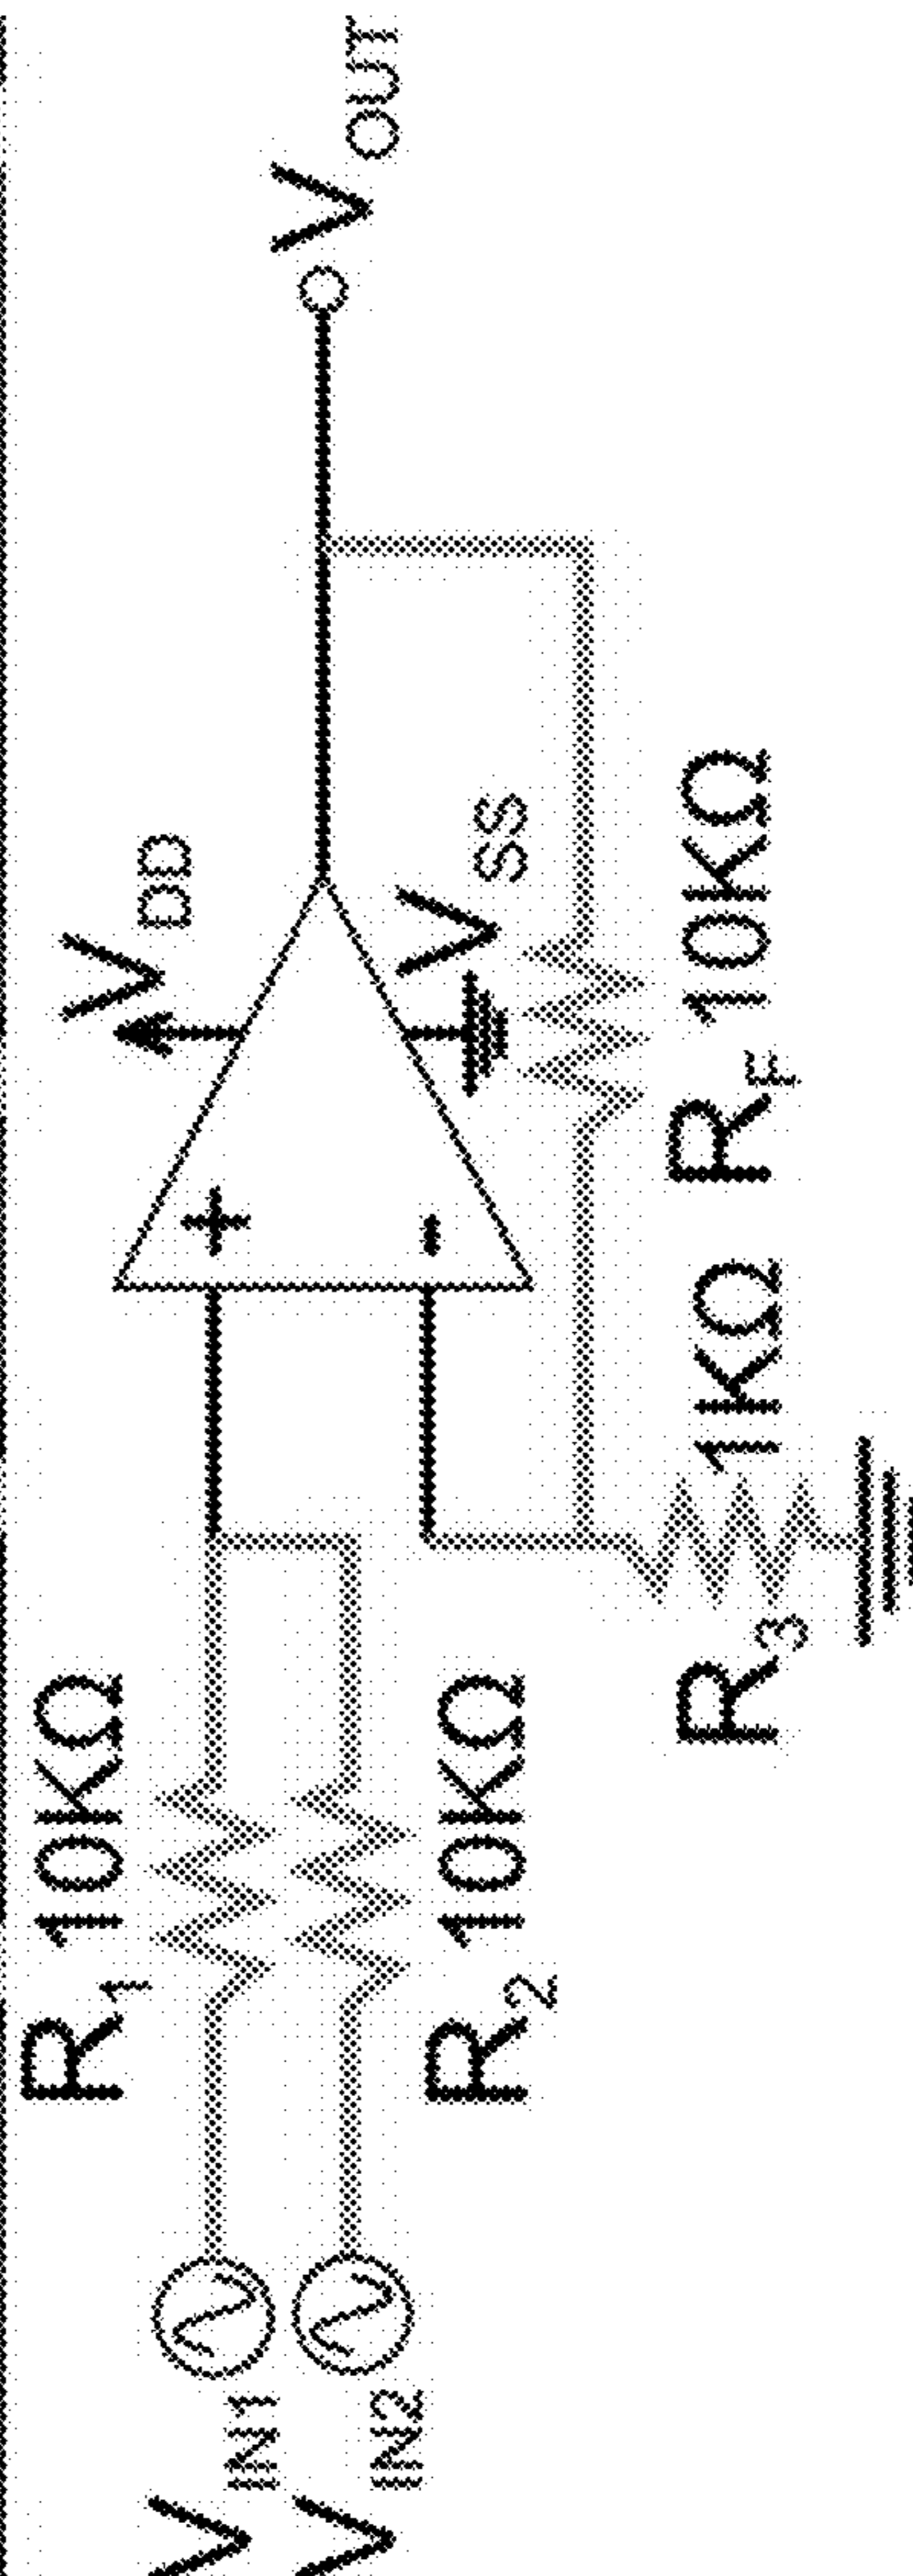 R1 10KΩ
VIN1
VIN2
R2 10KΩ
+
-
VDD
VSS
VOUT
R3 1KΩ
RF 10KΩ